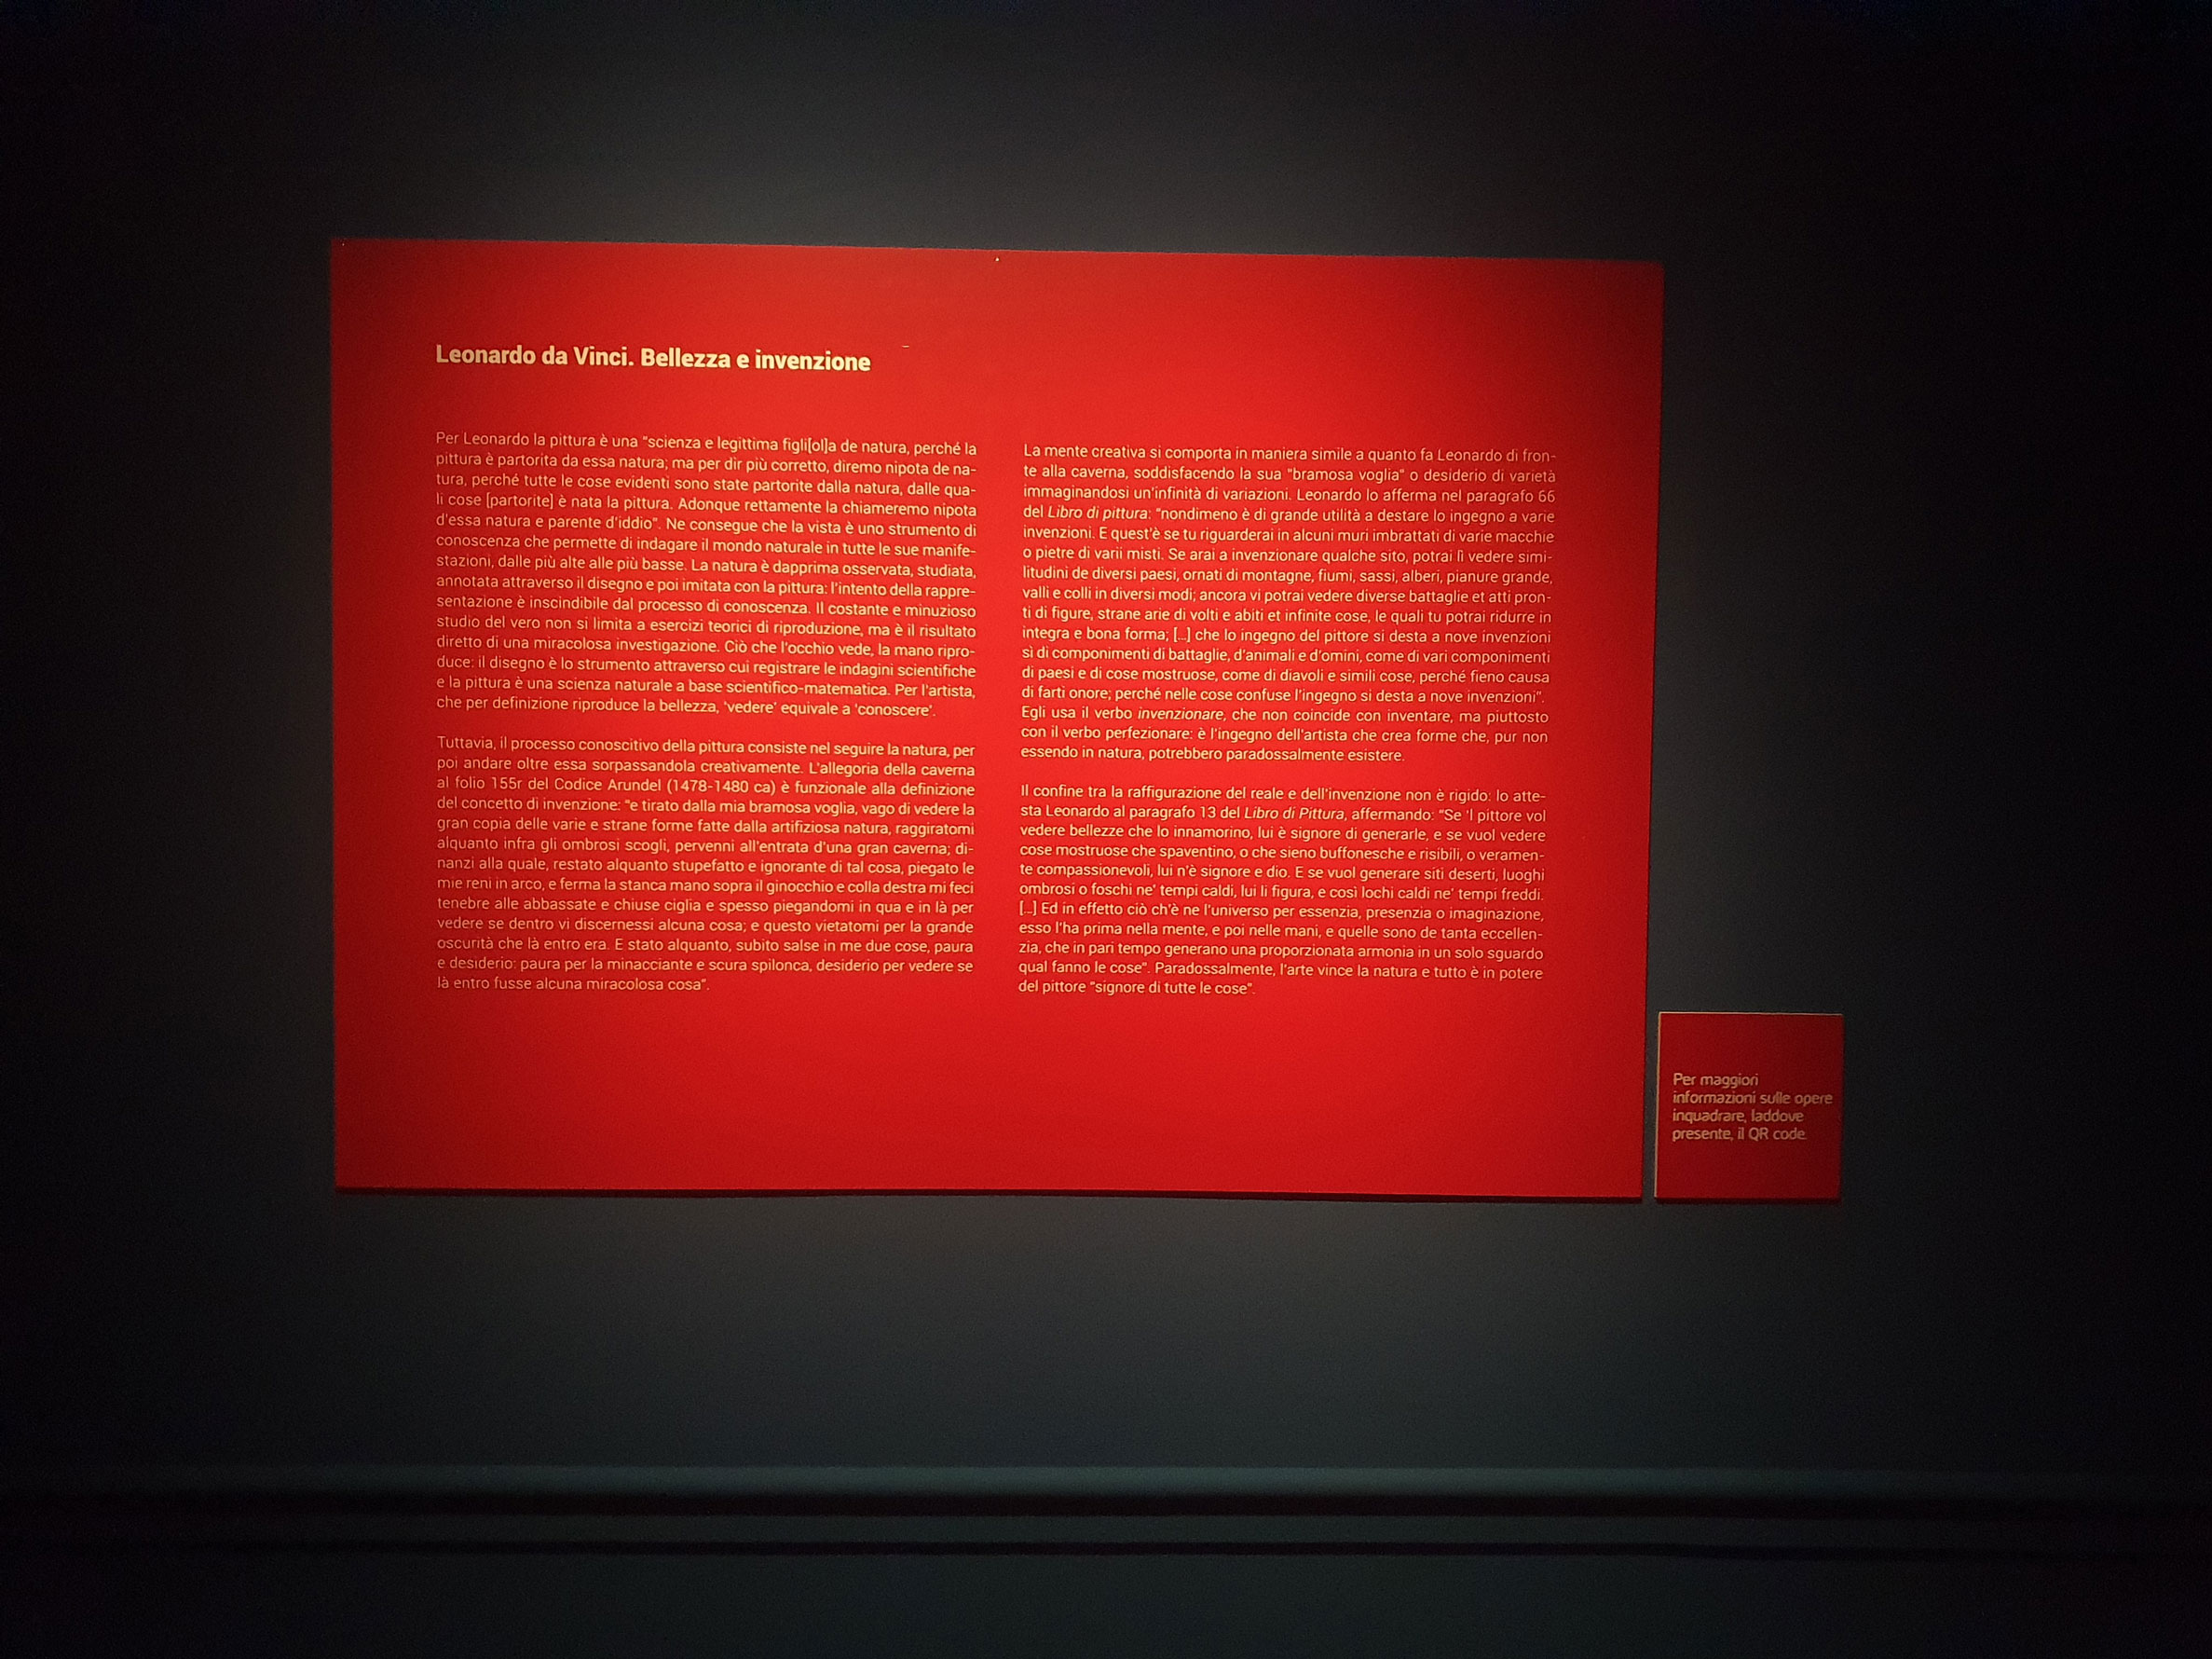 Leonardo da Vinci. Bellezza e invenzione
Per Leonardo la pittura è una "scienza e legittima figli[ol]a de natura, perché la
pittura è partorita da essa natura; ma per dir più corretto, diremo nipota de na-
tura, perché tutte le cose evidenti sono state partorite dalla natura, dalle qua-
li cose [partorite] è nata la pittura. Adonque rettamente la chiameremo nipota
d'essa natura e parente d'iddio". Ne consegue che la vista è uno strumento di
conoscenza che permette di indagare il mondo naturale in tutte le sue manife-
stazioni, dalle più alte alle più basse. La natura è dapprima osservata, studiata,
annotata attraverso il disegno e poi imitata con la pittura: l'intento della rappre-
sentazione è inscindibile dal processo di conoscenza. Il costante e minuzioso
studio del vero non si limita a esercizi teorici di riproduzione, ma è il risultato
diretto di una miracolosa investigazione. Ciò che l'occhio vede, la mano ripro-
duce: il disegno è lo strumento attraverso cui registrare le indagini scientifiche
e la pittura è una scienza naturale a base scientifico-matematica. Per l'artista,
che per definizione riproduce la bellezza, 'vedere' equivale a 'conoscere'.
Tuttavia, il processo conoscitivo della pittura consiste nel seguire la natura, per
poi andare oltre essa sorpassandola creativamente. L'allegoria della caverna
al folio 155r del Codice Arundel (1478-1480 ca) è funzionale alla definizione
del concetto di invenzione: "e tirato dalla mia bramosa voglia, vago di vedere la
gran copia delle varie e strane forme fatte dalla artifiziosa natura, raggiratomi
alquanto infra gli ombrosi scogli, pervenni all'entrata d'una gran caverna; di-
nanzi alla quale, restato alquanto stupefatto e ignorante di tal cosa, piegato le
mie reni in arco, e ferma la stanca mano sopra il ginocchio e colla destra mi feci
tenebre alle abbassate e chiuse ciglia e spesso piegandomi in qua e in là per
vedere se dentro vi discernessi alcuna cosa; e questo vietatomi per la grande
oscurità che là entro era. E stato alquanto, subito salse in me due cose, paura
e desiderio: paura per la minacciante e scura spilonca, desiderio per vedere se
là entro fusse alcuna miracolosa cosa".
La mente creativa si comporta in maniera simile a quanto fa Leonardo di fron-
te alla caverna, soddisfacendo la sua "bramosa voglia" o desiderio di varietà
immaginandosi un'infinità di variazioni. Leonardo lo afferma nel paragrafo 66
del Libro di pittura: "nondimeno è di grande utilità a destare lo ingegno a varie
invenzioni. E quest'è se tu riguarderai in alcuni muri imbrattati di varie macchie
o pietre di varii misti. Se arai a invenzionare qualche sito, potrai lì vedere simi-
litudini de diversi paesi, ornati di montagne, fiumi, sassi, alberi, pianure grande,
valli e colli in diversi modi; ancora vi potrai vedere diverse battaglie et atti pron-
ti di figure, strane arie di volti e abiti et infinite cose, le quali tu potrai ridurre in
integra e bona forma; [...] che lo ingegno del pittore si desta a nove invenzioni
sì di componimenti di battaglie, d'animali e d'omini, come di vari componimenti
di paesi e di cose mostruose, come di diavoli e simili cose, perché fieno causa
di farti onore; perché nelle cose confuse l'ingegno si desta a nove invenzioni".
Egli usa il verbo invenzionare, che non coincide con inventare, ma piuttosto
con il verbo perfezionare: è l'ingegno dell'artista che crea forme che, pur non
essendo in natura, potrebbero paradossalmente esistere.
Il confine tra la raffigurazione del reale e dell'invenzione non è rigido: lo atte-
sta Leonardo al paragrafo 13 del Libro di Pittura, affermando: "Se 'l pittore vol
vedere bellezze che lo innamorino, lui è signore di generarle, e se vuol vedere
cose mostruose che spaventino, o che sieno buffonesche e risibili, o veramen-
te compassionevoli, lui n'è signore e dio. E se vuol generare siti deserti, luoghi
ombrosi o foschi ne' tempi caldi, lui li figura, e così lochi caldi ne' tempi freddi.
[...] Ed in effetto ciò ch'è ne l'universo per essenzia, presenzia o imaginazione,
esso l'ha prima nella mente, e poi nelle mani, e quelle sono de tanta eccellen-
zia, che in pari tempo generano una proporzionata armonia in un solo sguardo
qual fanno le cose". Paradossalmente, l'arte vince la natura e tutto è in potere
del pittore "signore di tutte le cose".
Per maggiori
informazioni sulle opere
inquadrare, laddove
presente, il QR code.